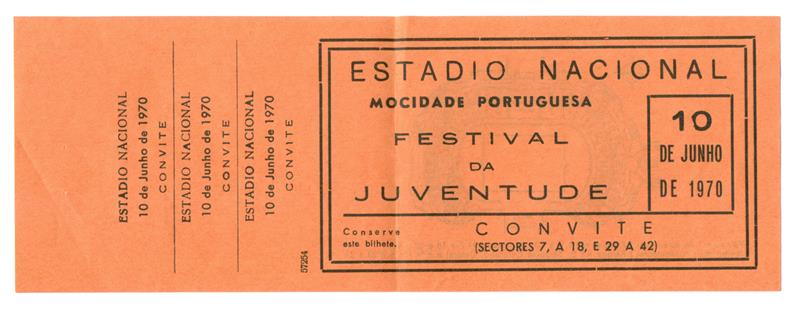 ESTADIO NACIONAL
10 de Junho de 1970
CONVITE
ESTADIO NACIONAL
10 de Junho de 1970
CONVITE
ESTADIO NACIONAL
10 de Junho de 1970
CONVITE
57254
ESTADIO NACIONAL
MOCIDADE PORTUGUESA
FESTIVAL
DA
JUVENTUDE
10
DE JUNHO
DE 1970
Conserve
este bilhete.
CONVITE
(SECTORES 7, A 18, E 29 A 42)